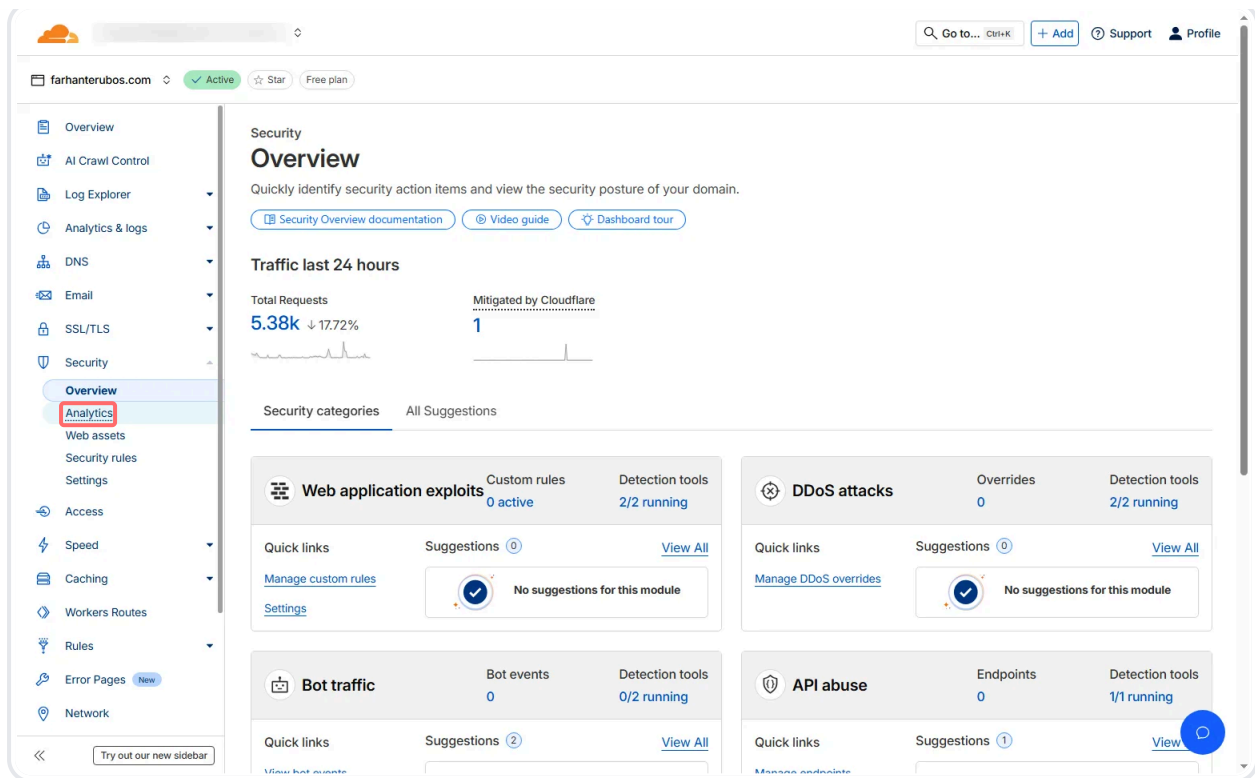 Go to... Ctrl+K
+ Add
Support
Profile
farhanterubos.com
Active
Star
Free plan
Overview
AI Crawl Control
Log Explorer
Analytics & logs
DNS
Email
SSL/TLS
Security
Overview
Analytics
Web assets
Security rules
Settings
Access
Speed
Caching
Workers Routes
Rules
Error Pages New
Network
Try out our new sidebar
Security
Overview
Quickly identify security action items and view the security posture of your domain.
Security Overview documentation
Video guide
Dashboard tour
Traffic last 24 hours
Total Requests
5.38k ↓ 17.72%
Mitigated by Cloudflare
1
Security categories
All Suggestions
Web application exploits
Custom rules
0 active
Detection tools
2/2 running
Quick links
Manage custom rules
Settings
Suggestions 0
View All
No suggestions for this module
DDoS attacks
Overrides
0
Detection tools
2/2 running
Quick links
Manage DDoS overrides
Suggestions 0
View All
No suggestions for this module
Bot traffic
Bot events
0
Detection tools
0/2 running
Quick links
View bot events
Suggestions 2
View All
API abuse
Endpoints
0
Detection tools
1/1 running
Quick links
Manage endpoints
Suggestions 1
View